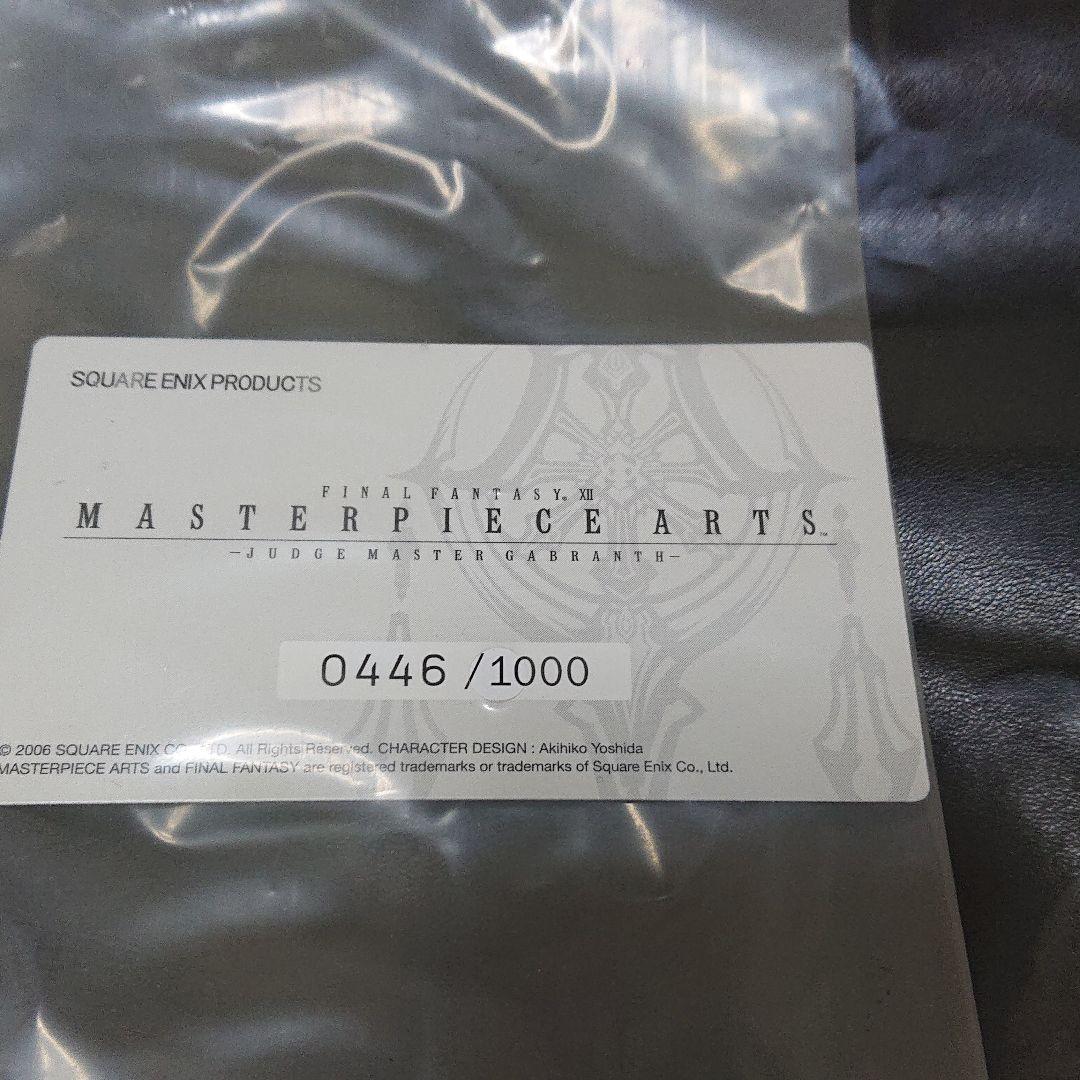 SQUARE ENIX PRODUCTS
FINAL FANTASY® XII
MASTERPIECE ARTS™
—JUDGE MASTER GABRANTH—
0446 /1000
© 2006 SQUARE ENIX CO., LTD. All Rights Reserved. CHARACTER DESIGN : Akihiko Yoshida
MASTERPIECE ARTS and FINAL FANTASY are registered trademarks or trademarks of Square Enix Co., Ltd.